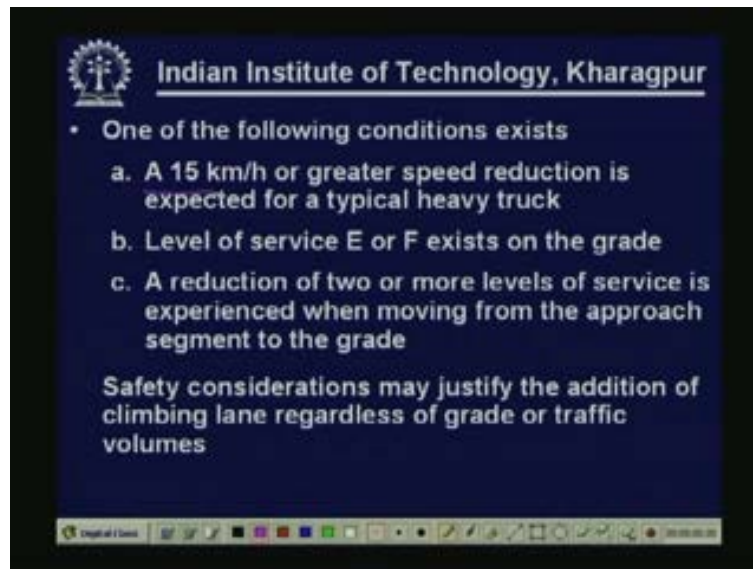 Indian Institute of Technology, Kharagpur
• One of the following conditions exists
a. A 15 km/h or greater speed reduction is
expected for a typical heavy truck
b. Level of service E or F exists on the grade
c. A reduction of two or more levels of service is
experienced when moving from the approach
segment to the grade
Safety considerations may justify the addition of
climbing lane regardless of grade or traffic
volumes